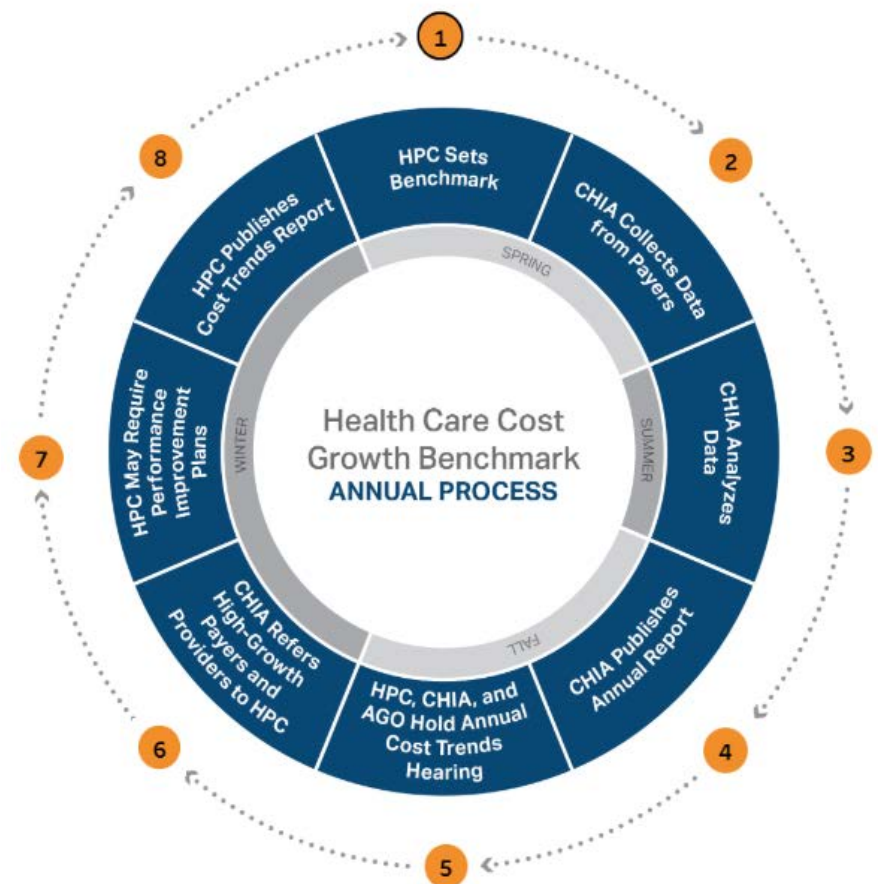 1
HPC Sets
Benchmark
2
CHIA Collects Data
from Payers
3
CHIA Analyzes
Data
4
CHIA Publishes
Annual Report
5
HPC, CHIA, and
AGO Hold Annual
Cost Trends
Hearing
6
CHIA Refers
High-Growth
Payers and
Providers to HPC
7
HPC May Require
Performance
Improvement
Plans
8
HPC Publishes
Cost Trends Report
SPRING
SUMMER
FALL
WINTER
Health Care Cost
Growth Benchmark
ANNUAL PROCESS